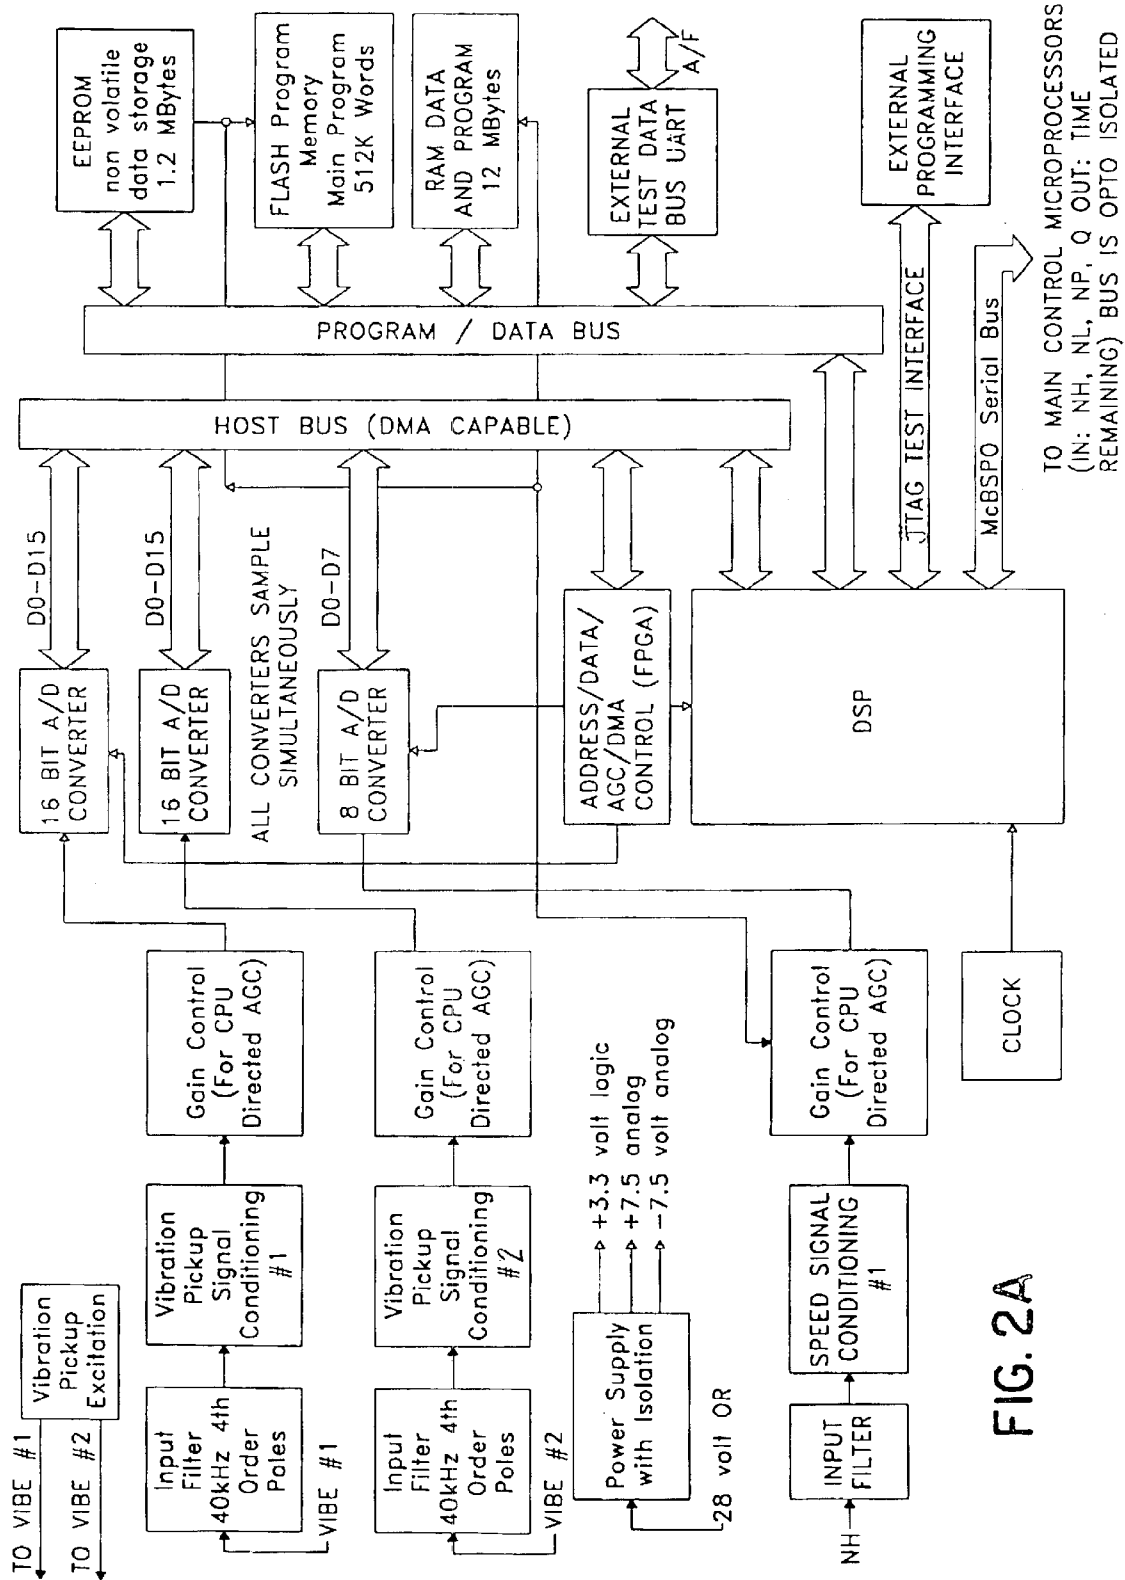 TO VIBE #1
TO VIBE #2
Vibration
Pickup
Excitation
Input
Filter
40kHz 4th
Order
Poles
VIBE #1
Vibration
Pickup
Signal
Conditioning
#1
Gain Control
(For CPU
Directed AGC)
16 BIT A/D
CONVERTER
D0-D15
Input
Filter
40kHz 4th
Order
Poles
VIBE #2
Vibration
Pickup
Signal
Conditioning
#2
Gain Control
(For CPU
Directed AGC)
16 BIT A/D
CONVERTER
D0-D15
ALL CONVERTERS SAMPLE
SIMULTANEOUSLY
8 BIT A/D
CONVERTER
D0-D7
Power Supply
with Isolation
28 volt OR
+3.3 volt logic
+7.5 analog
-7.5 volt analog
NH
INPUT
FILTER
SPEED SIGNAL
CONDITIONING
#1
Gain Control
(For CPU
Directed AGC)
ADDRESS/DATA/
AGC/DMA
CONTROL (FPGA)
DSP
CLOCK
HOST BUS (DMA CAPABLE)
PROGRAM / DATA BUS
EEPROM
non volatile
data storage
1.2 MBytes
FLASH Program
Memory
Main Program
512K Words
RAM DATA
AND PROGRAM
12 MBytes
EXTERNAL
TEST DATA
BUS UART
A/F
EXTERNAL
PROGRAMMING
INTERFACE
JTAG TEST INTERFACE
McBSPO Serial Bus
TO MAIN CONTROL MICROPROCESSORS
(IN: NH, NL, NP, Q OUT: TIME
REMAINING) BUS IS OPTO ISOLATED
FIG. 2A